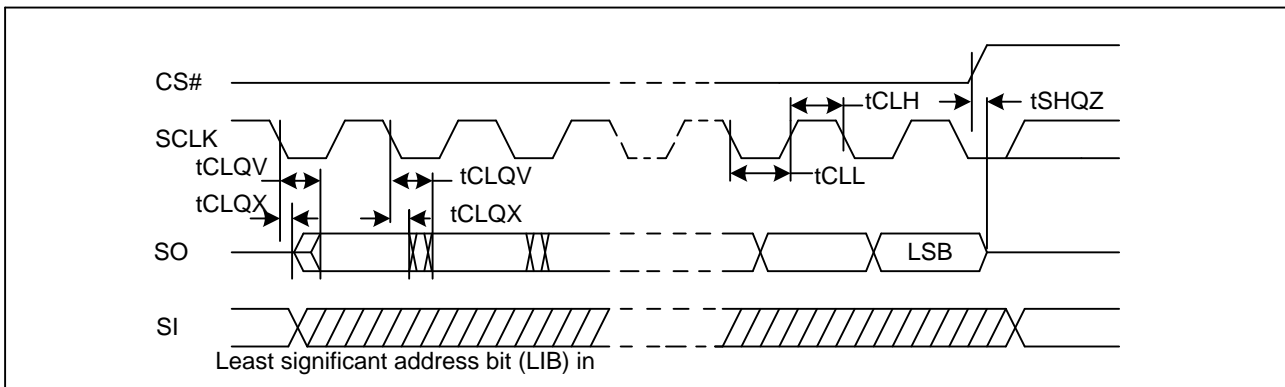 CS#
tCLH
tSHQZ
SCLK
tCLQV
tCLQV
tCLL
tCLQX
tCLQX
SO
LSB
SI
Least significant address bit (LIB) in